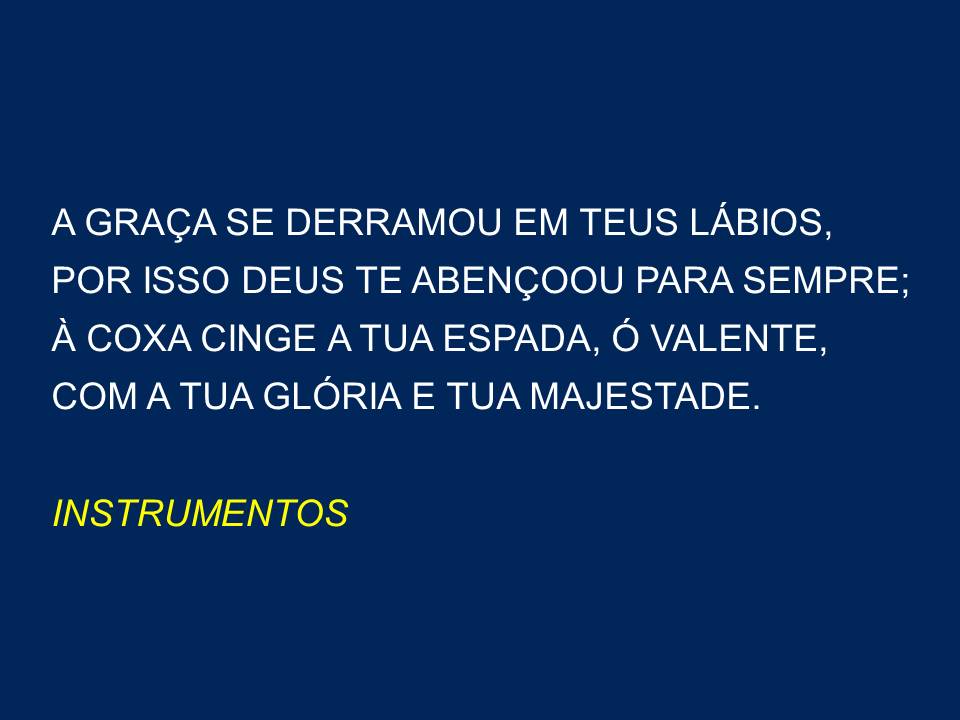 A GRAÇA SE DERRAMOU EM TEUS LÁBIOS,
POR ISSO DEUS TE ABENÇOOU PARA SEMPRE;
À COXA CINGE A TUA ESPADA, Ó VALENTE,
COM A TUA GLÓRIA E TUA MAJESTADE.
INSTRUMENTOS